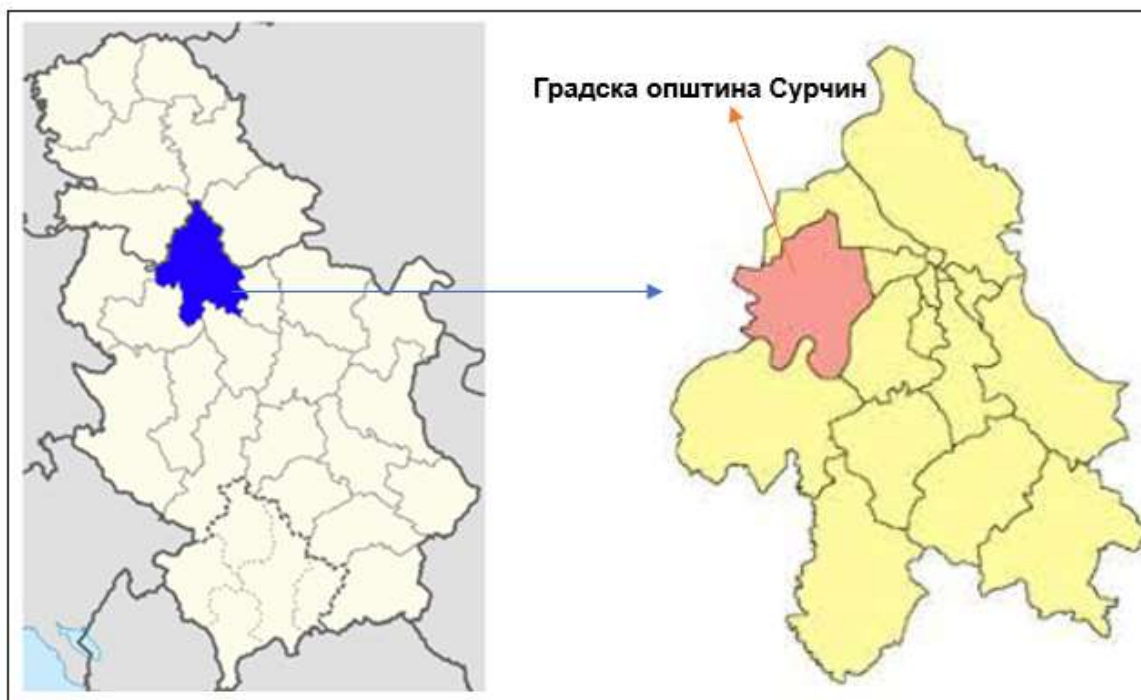 Градска општина Сурчин